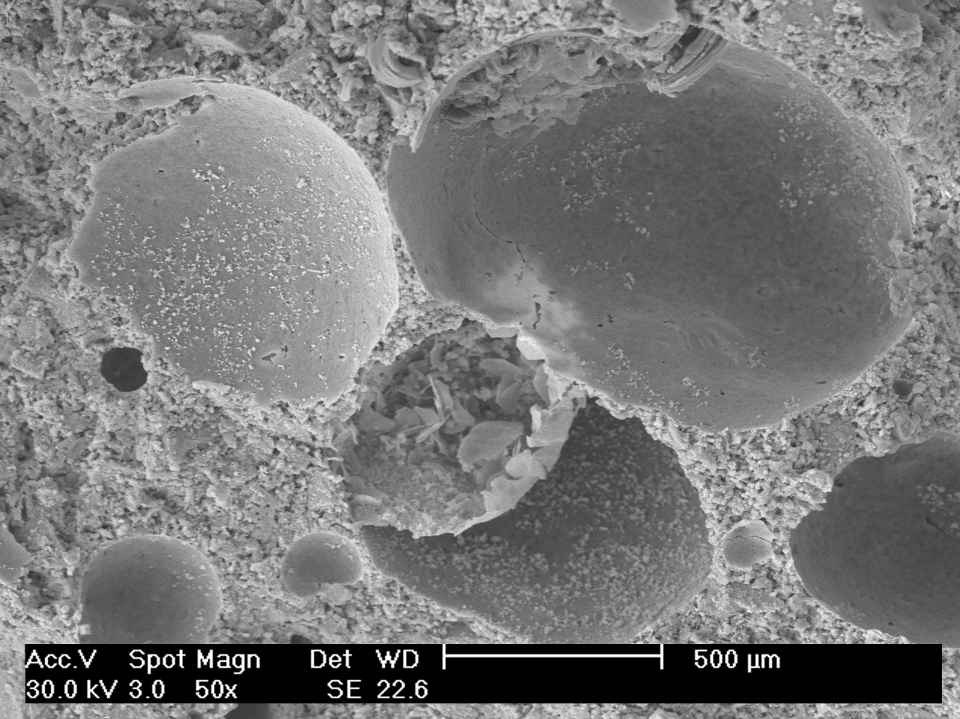 Acc.V Spot Magn Det WD 500 µm
30.0 kV 3.0 50x SE 22.6